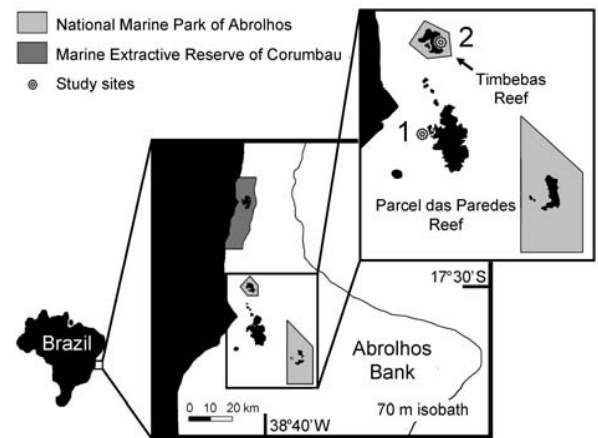 National Marine Park of Abrolhos
Marine Extractive Reserve of Corumbau
Study sites
2
Timbebas
Reef
1
Parcel das Paredes
Reef
17°30'S
Brazil
Abrolhos
Bank
70 m isobath
0 10 20 km
38°40'W